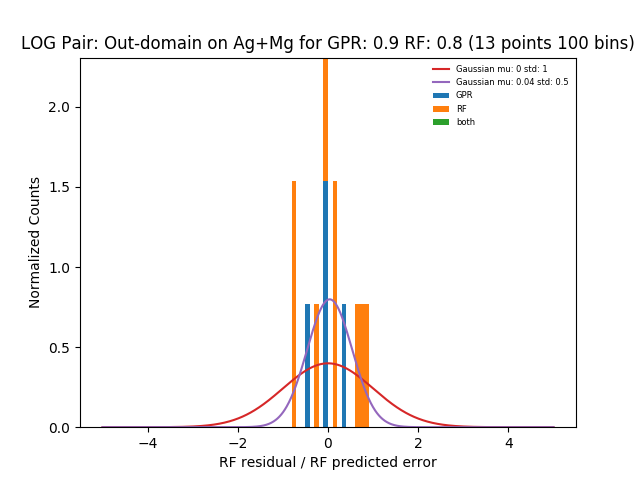 LOG Pair: Out-domain on Ag+Mg for GPR: 0.9 RF: 0.8 (13 points 100 bins)
Gaussian mu: 0 std: 1
Gaussian mu: 0.04 std: 0.5
GPR
RF
both
Normalized Counts
2.0
1.5
1.0
0.5
0.0
−4 −2 0 2 4
RF residual / RF predicted error